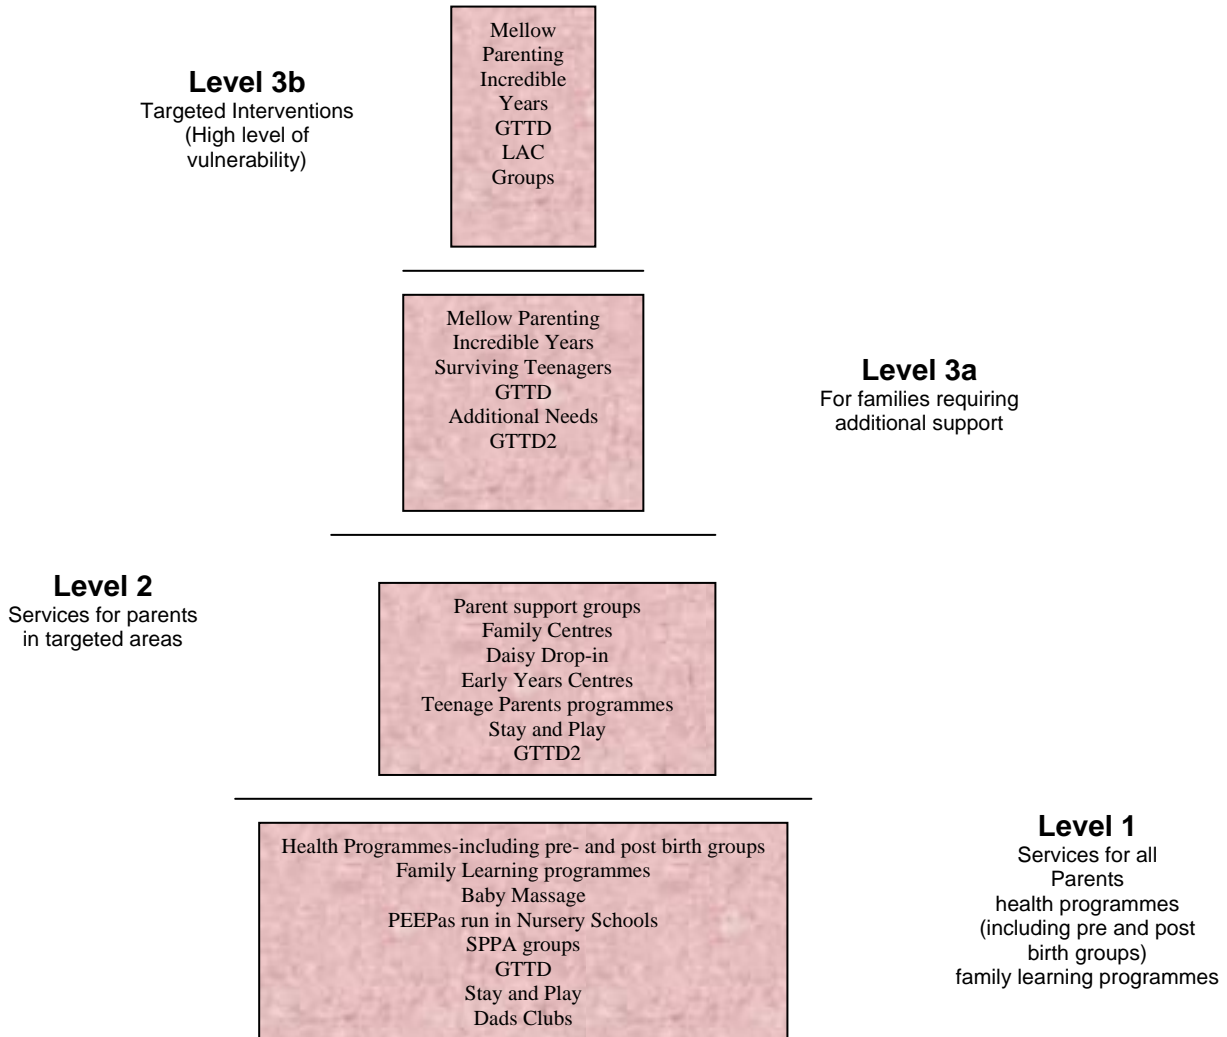 Mellow
Parenting
Incredible
Years
GTTD
LAC
Groups
Level 3b
Targeted Interventions
(High level of
vulnerability)
Mellow Parenting
Incredible Years
Surviving Teenagers
GTTD
Additional Needs
GTTD2
Level 3a
For families requiring
additional support
Level 2
Services for parents
in targeted areas
Parent support groups
Family Centres
Daisy Drop-in
Early Years Centres
Teenage Parents programmes
Stay and Play
GTTD2
Health Programmes-including pre- and post birth groups
Family Learning programmes
Baby Massage
PEEPas run in Nursery Schools
SPPA groups
GTTD
Stay and Play
Dads Clubs
Level 1
Services for all
Parents
health programmes
(including pre and post
birth groups)
family learning programmes